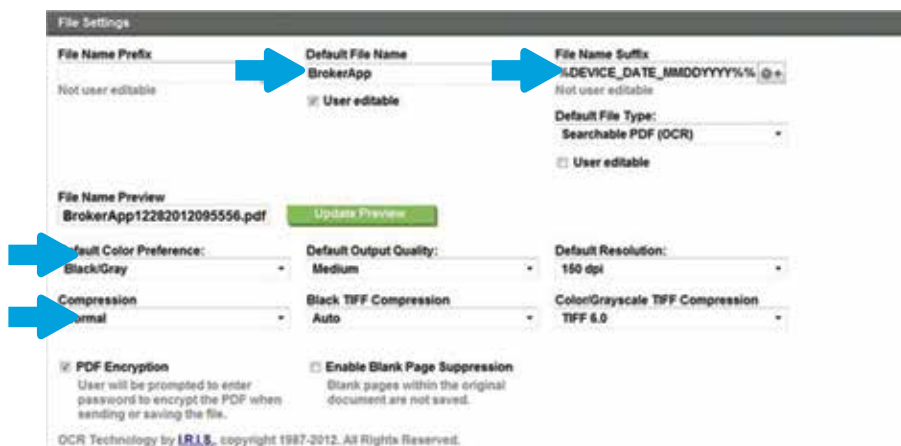 File Settings
File Name Prefix
Not user editable
Default File Name
BrokerApp
User editable
File Name Suffix
%DEVICE_DATE_MMDDYYYY%%
Not user editable
Default File Type:
Searchable PDF (OCR)
User editable
File Name Preview
BrokerApp12282012095556.pdf
Update Preview
Default Color Preference:
Black/Gray
Default Output Quality:
Medium
Default Resolution:
150 dpi
Compression
Normal
Black TIFF Compression
Auto
Color/Grayscale TIFF Compression
TIFF 6.0
PDF Encryption
User will be prompted to enter
password to encrypt the PDF when
sending or saving the file.
Enable Blank Page Suppression
Blank pages within the original
document are not saved.
OCR Technology by I.R.I.S., copyright 1987-2012. All Rights Reserved.